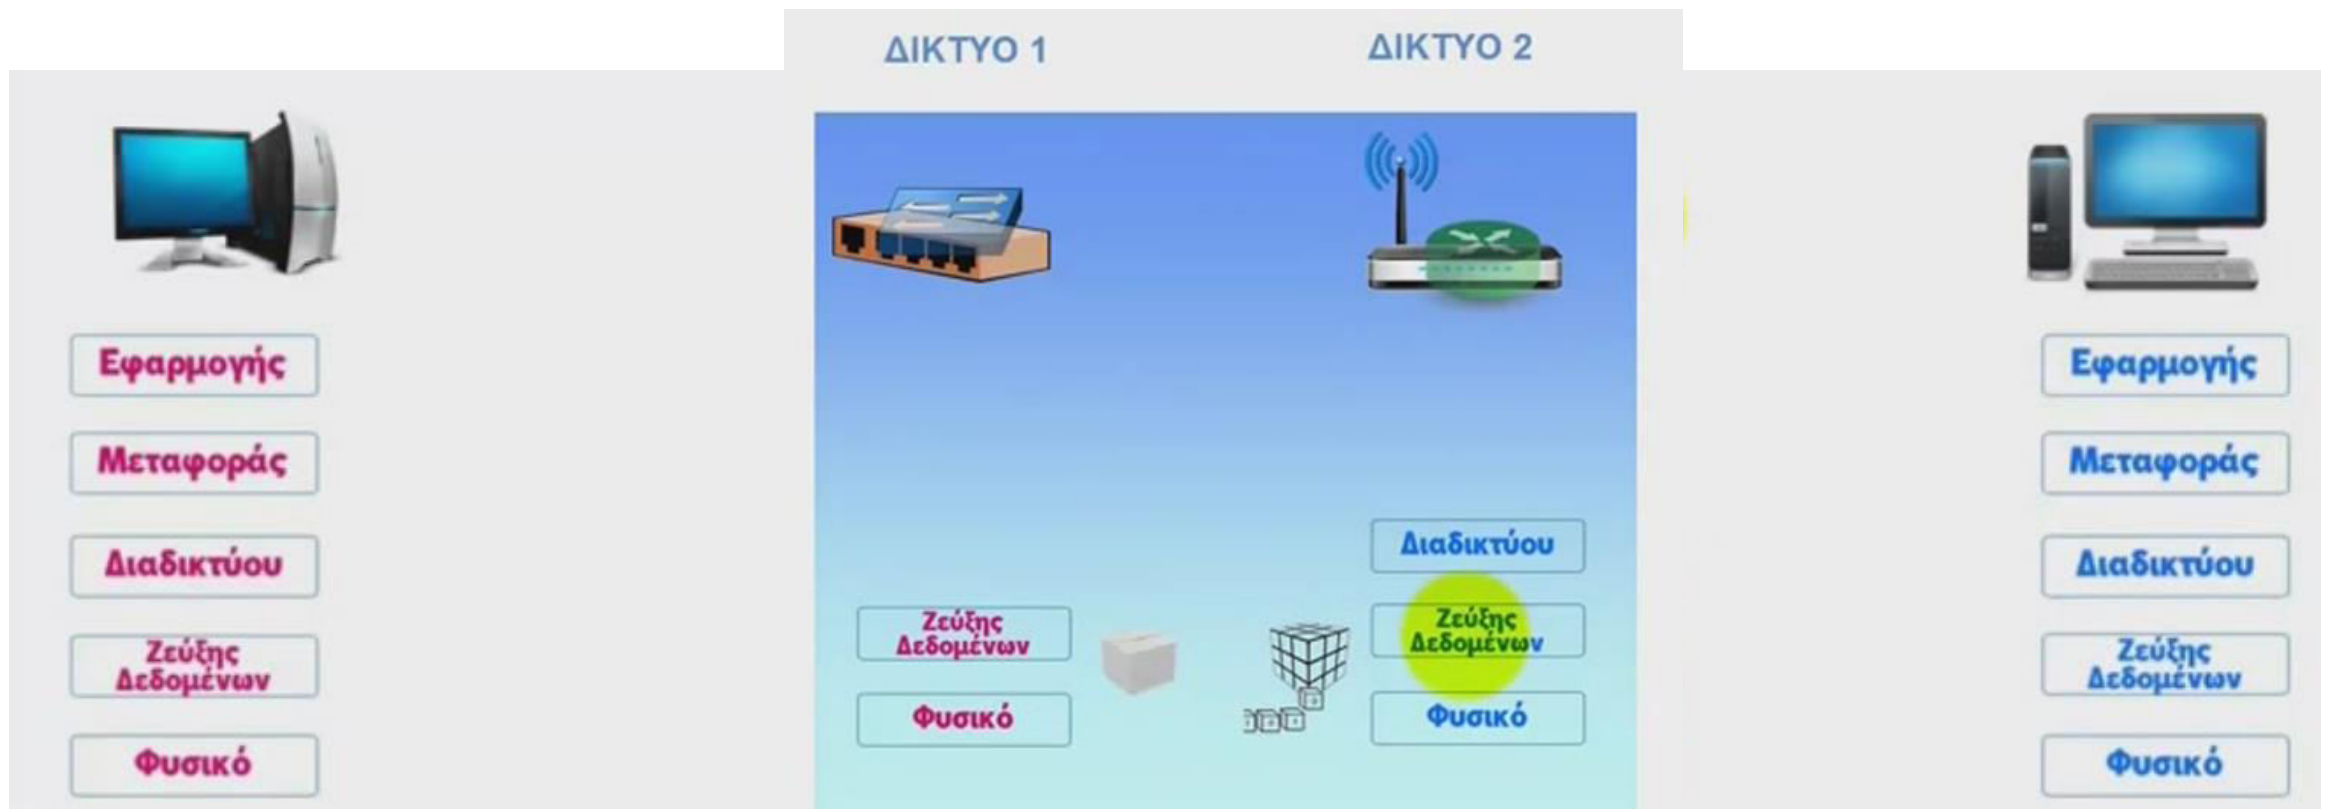 ΔΙΚΤΥΟ 1
ΔΙΚΤΥΟ 2
Εφαρμογής
Μεταφοράς
Διαδικτύου
Ζεύξης
Δεδομένων
Φυσικό
Ζεύξης
Δεδομένων
Φυσικό
Διαδικτύου
Ζεύξης
Δεδομένων
Φυσικό
Εφαρμογής
Μεταφοράς
Διαδικτύου
Ζεύξης
Δεδομένων
Φυσικό